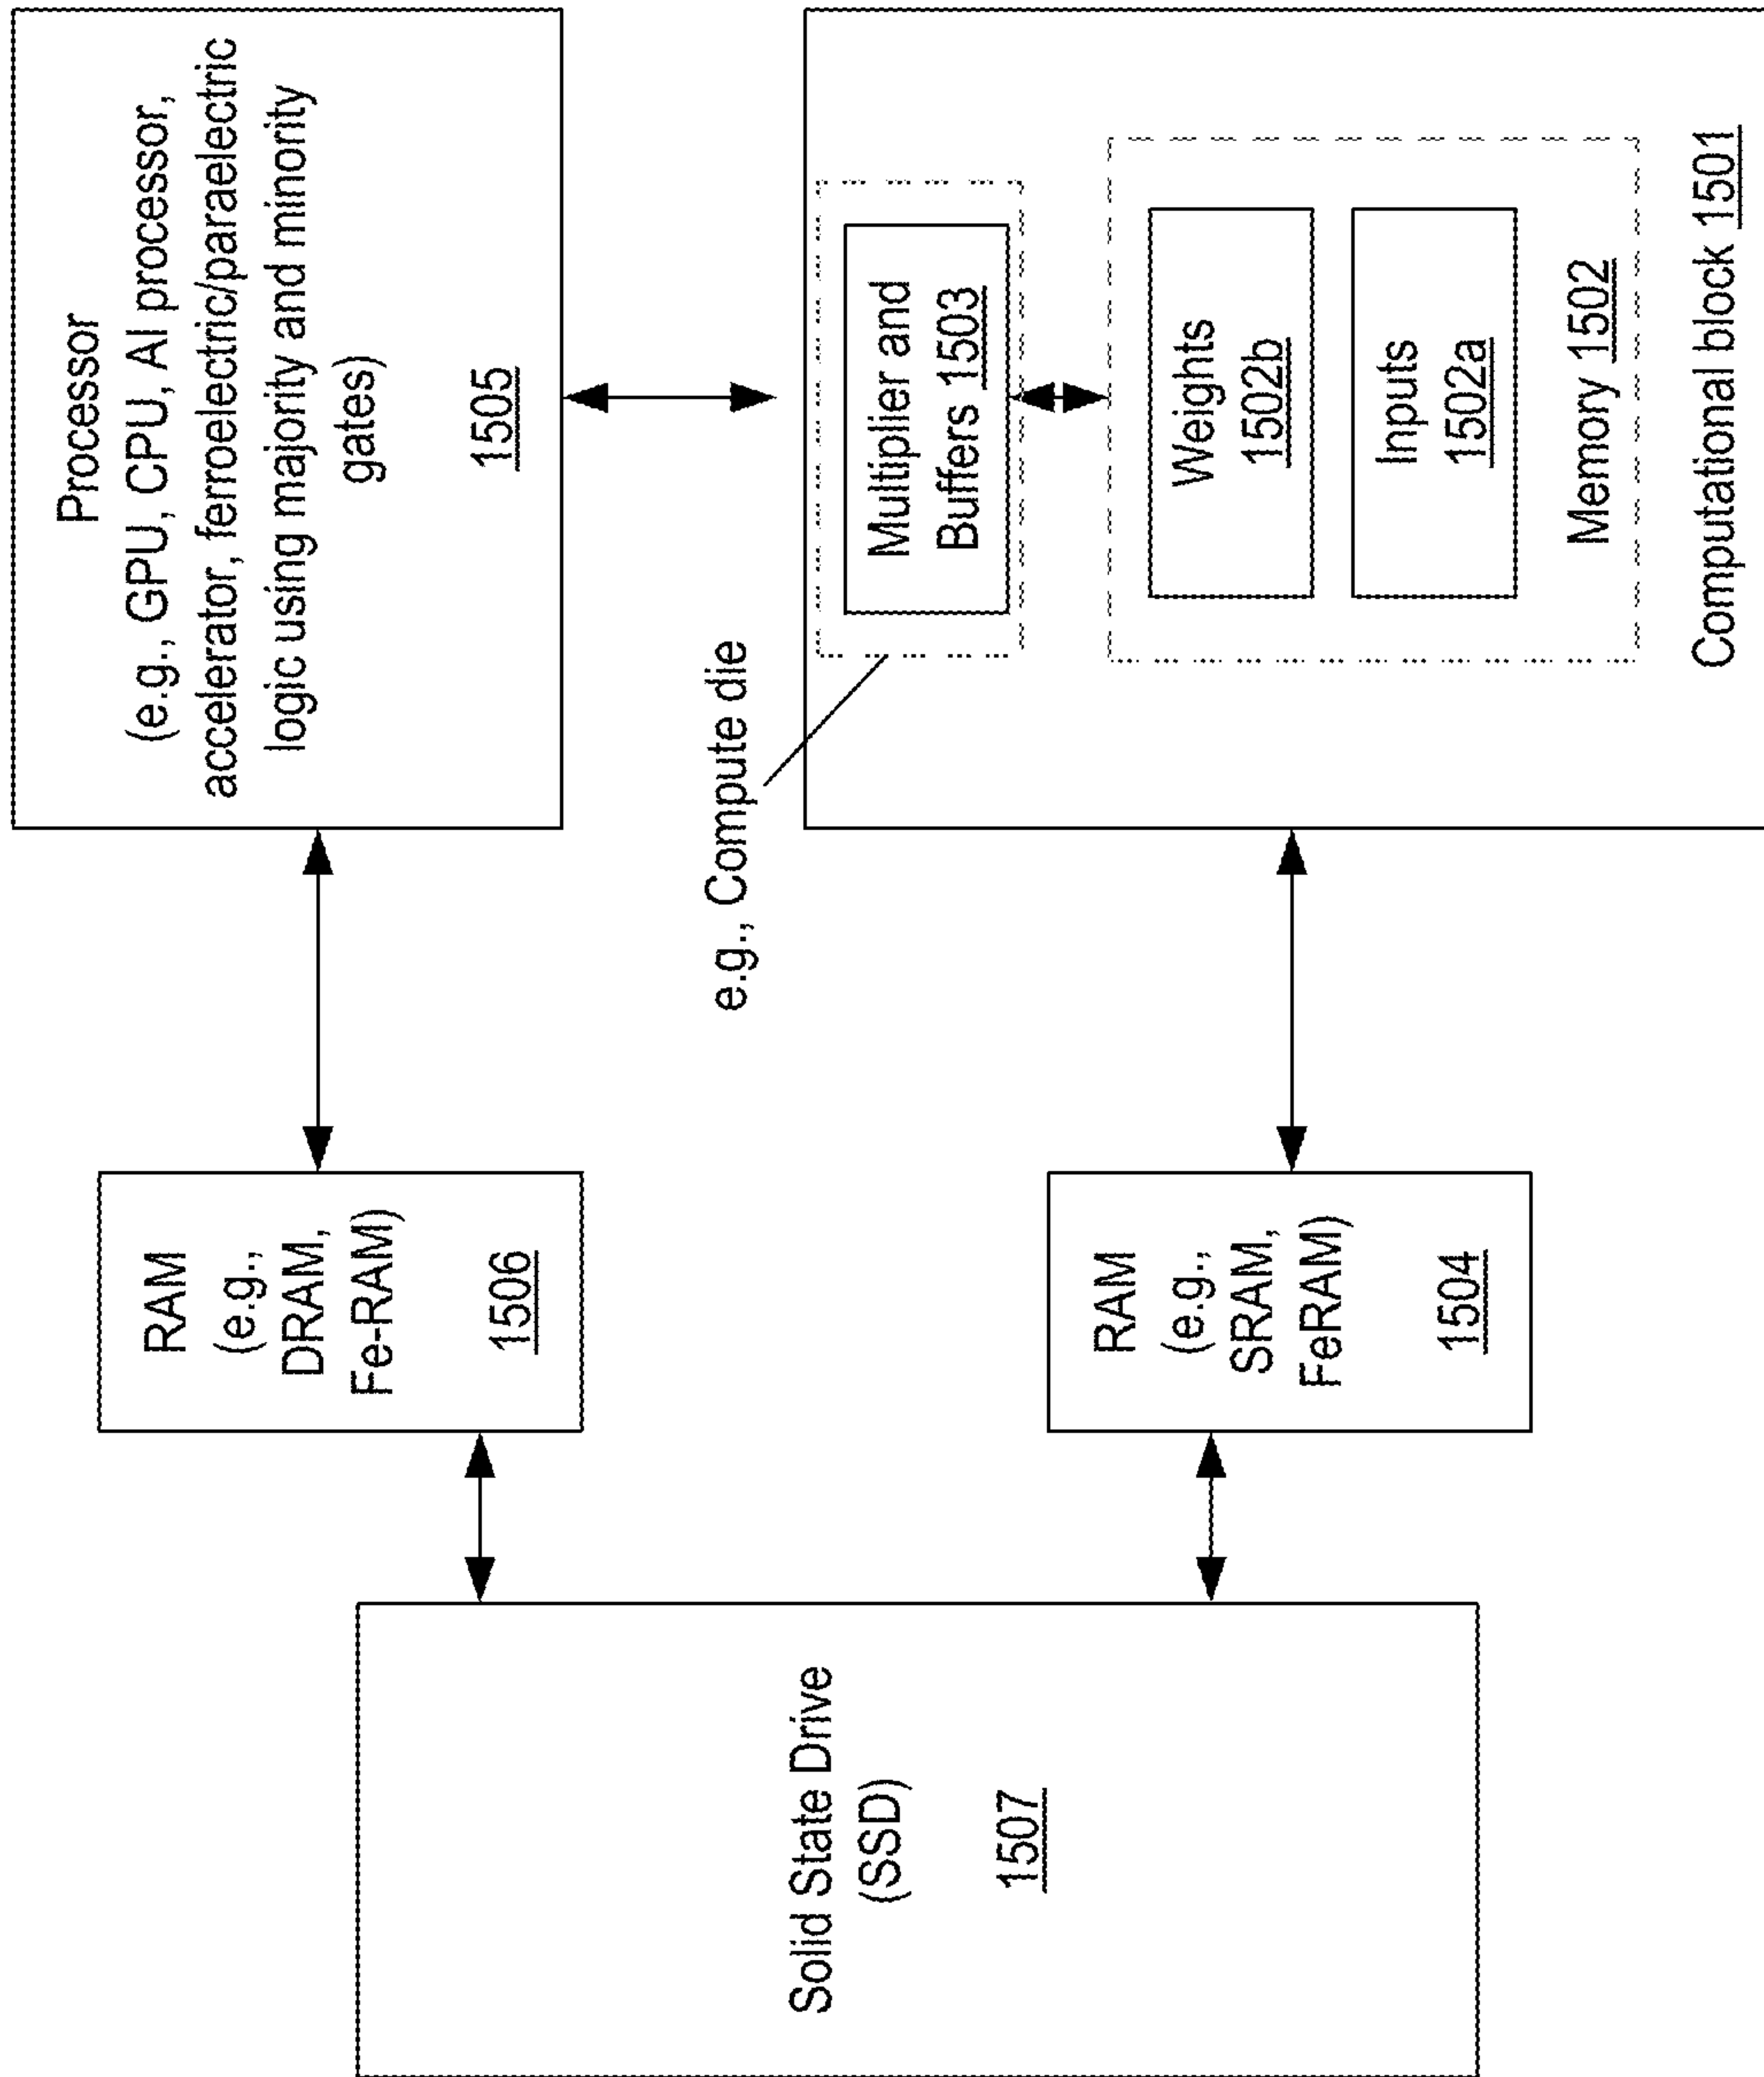 Solid State Drive
(SSD)
1507
RAM
(e.g.,
DRAM,
Fe-RAM)
1506
RAM
(e.g.,
SRAM,
FeRAM)
1504
Processor
(e.g., GPU, CPU, AI processor,
accelerator, ferroelectric/paraelectric
logic using majority and minority
gates)
1505
e.g., Compute die
Multiplier and
Buffers 1503
Weights
1502b
Inputs
1502a
Memory 1502
Computational block 1501